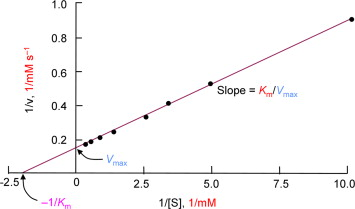 1/v, 1/mM s⁻¹
1.0
0.8
0.6
0.4
0.2
Slope = Km/Vmax
Vmax
-2.5 0 2.5 5.0 7.5 10.0
–1/Km
1/[S], 1/mM